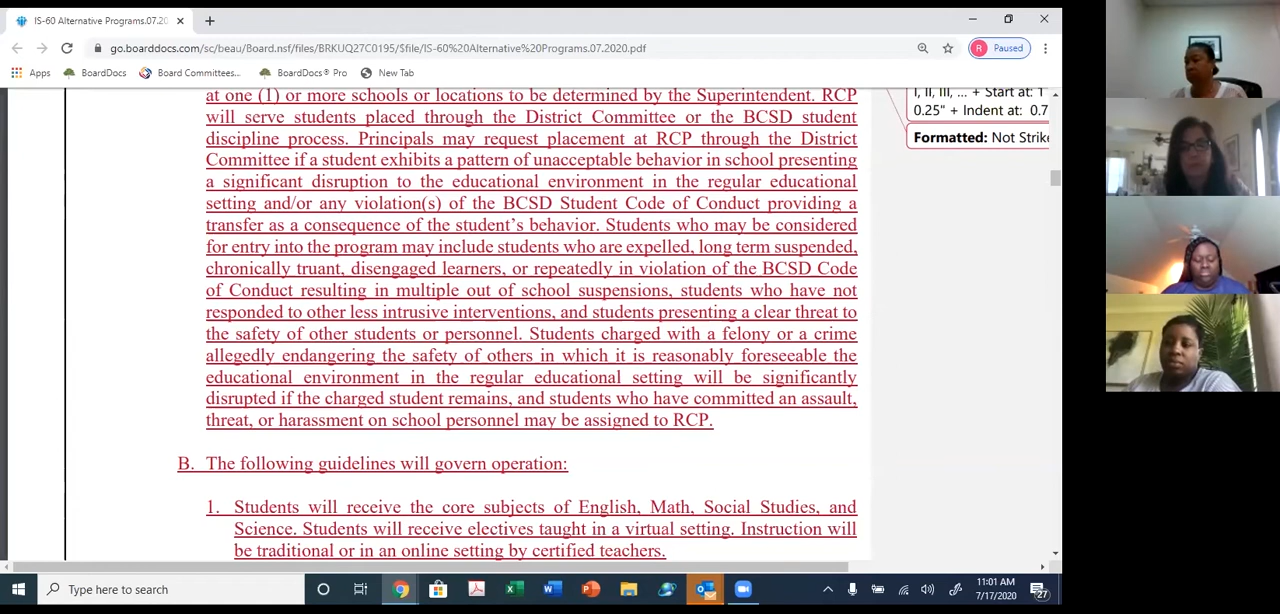 IS-60 Alternative Programs.07.20
go.boarddocs.com/sc/beau/Board.nsf/files/BRKUQ27C0195/$file/IS-60%20Alternative%20Programs.07.2020.pdf
R Paused
Apps BoardDocs Board Committees... BoardDocs® Pro New Tab
at one (1) or more schools or locations to be determined by the Superintendent. RCP
will serve students placed through the District Committee or the BCSD student
discipline process. Principals may request placement at RCP through the District
Committee if a student exhibits a pattern of unacceptable behavior in school presenting
a significant disruption to the educational environment in the regular educational
setting and/or any violation(s) of the BCSD Student Code of Conduct providing a
transfer as a consequence of the student's behavior. Students who may be considered
for entry into the program may include students who are expelled, long term suspended,
chronically truant, disengaged learners, or repeatedly in violation of the BCSD Code
of Conduct resulting in multiple out of school suspensions, students who have not
responded to other less intrusive interventions, and students presenting a clear threat to
the safety of other students or personnel. Students charged with a felony or a crime
allegedly endangering the safety of others in which it is reasonably foreseeable the
educational environment in the regular educational setting will be significantly
disrupted if the charged student remains, and students who have committed an assault,
threat, or harassment on school personnel may be assigned to RCP.
B. The following guidelines will govern operation:
1. Students will receive the core subjects of English, Math, Social Studies, and
Science. Students will receive electives taught in a virtual setting. Instruction will
be traditional or in an online setting by certified teachers.
I, II, III, ... + Start at: 1
0.25" + Indent at: 0.7
Formatted: Not Strike
Type here to search
11:01 AM
7/17/2020
27